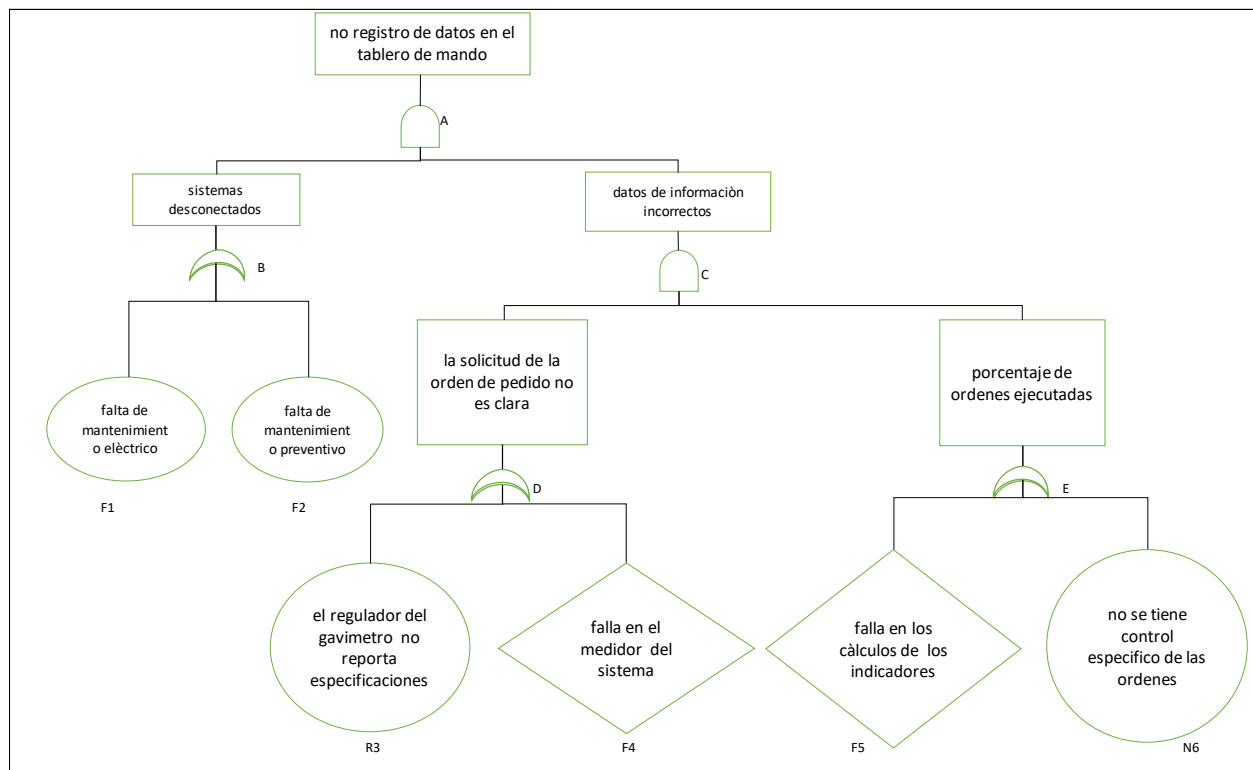 no registro de datos en el
tablero de mando
A
sistemas
desconectados
datos de informaciòn
incorrectos
B
C
la solicitud de la
orden de pedido no
es clara
porcentaje de
ordenes ejecutadas
falta de
mantenimient
o elèctrico
falta de
mantenimient
o preventivo
F1
F2
D
E
el regulador del
gavimetro no
reporta
especificaciones
falla en el
medidor del
sistema
falla en los
càlculos de los
indicadores
no se tiene
control
especifico de las
ordenes
R3
F4
F5
N6